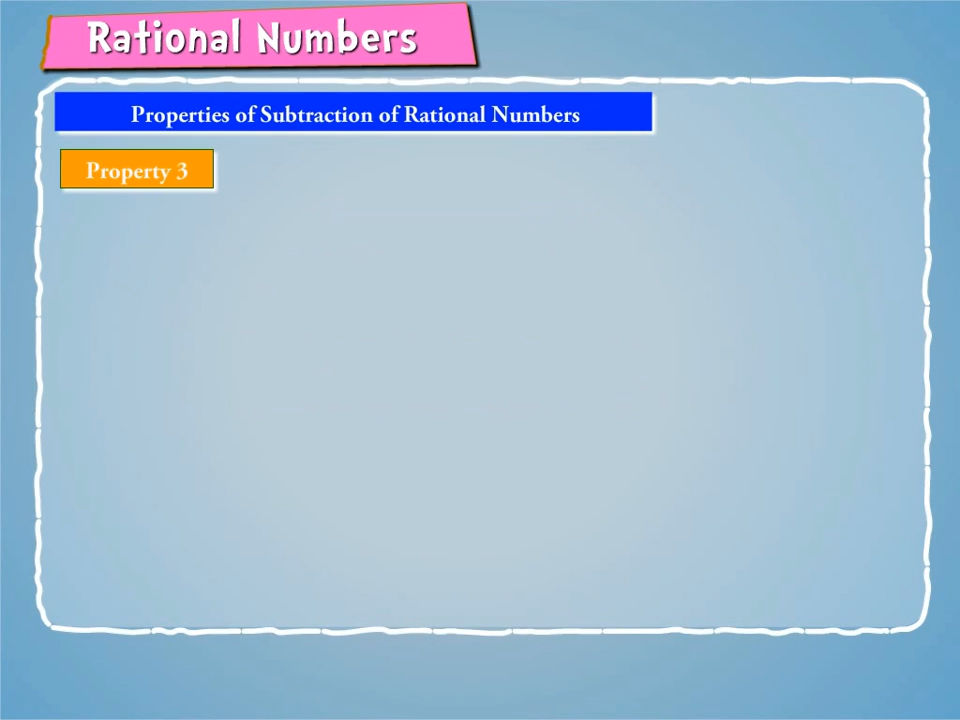 Rational Numbers
Properties of Subtraction of Rational Numbers
Property 3